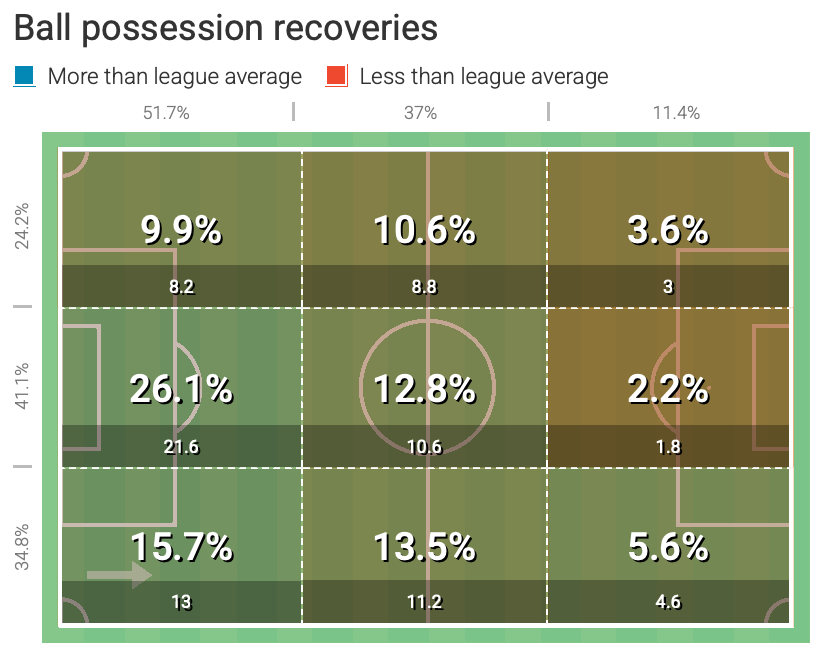 Ball possession recoveries
More than league average Less than league average
51.7% 37% 11.4%
24.2%
9.9% 10.6% 3.6%
8.2 8.8 3
41.1%
26.1% 12.8% 2.2%
21.6 10.6 1.8
34.8%
15.7% 13.5% 5.6%
13 11.2 4.6